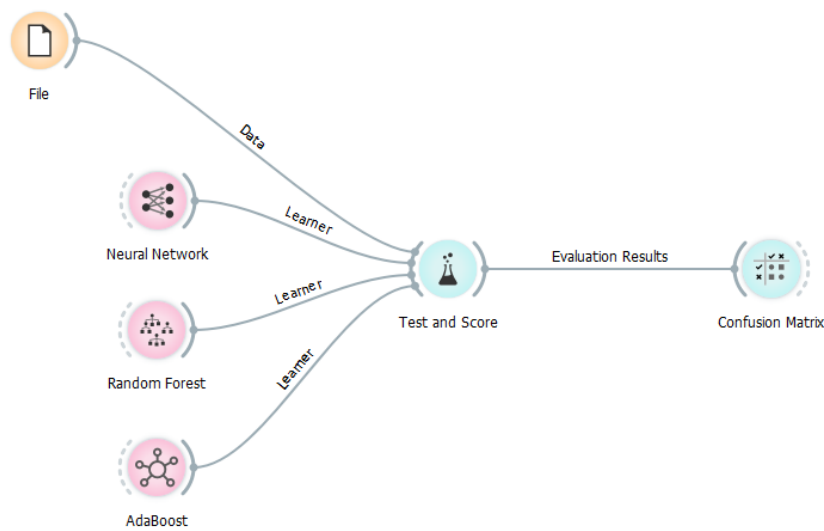 File
Data
Neural Network
Learner
Random Forest
Learner
AdaBoost
Learner
Test and Score
Evaluation Results
Confusion Matrix